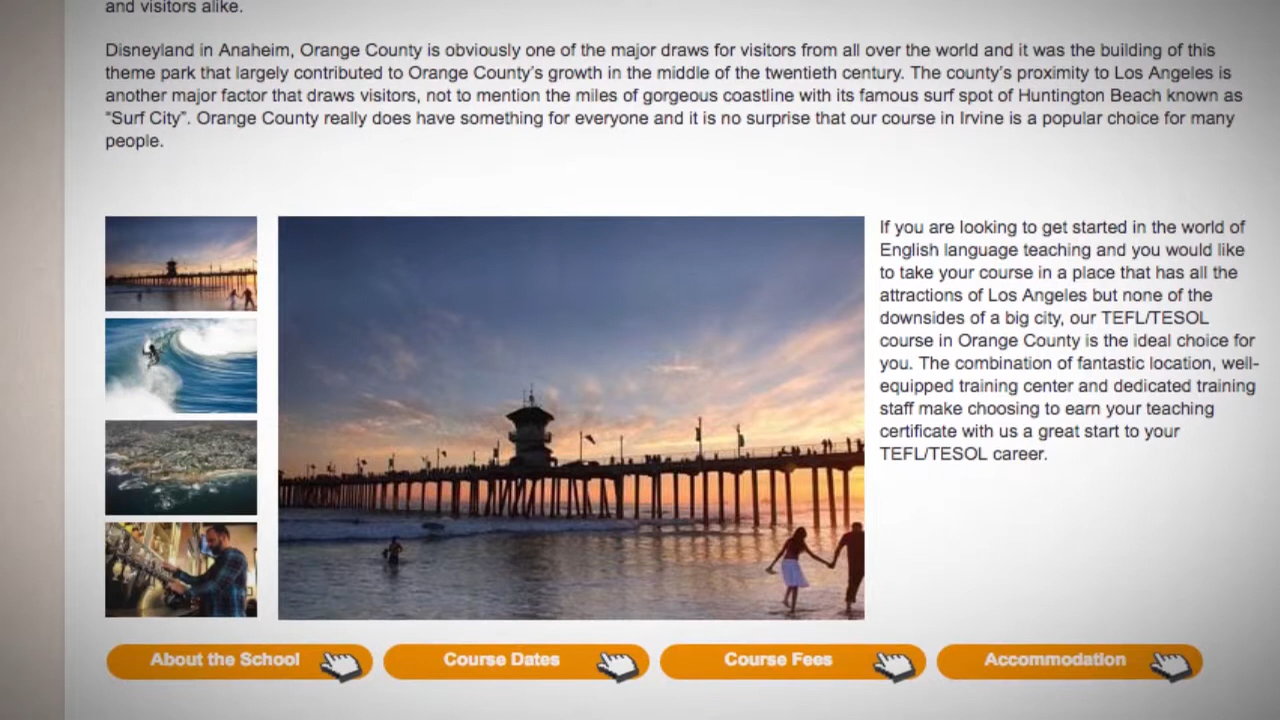 and visitors alike.
Disneyland in Anaheim, Orange County is obviously one of the major draws for visitors from all over the world and it was the building of this
theme park that largely contributed to Orange County’s growth in the middle of the twentieth century. The county’s proximity to Los Angeles is
another major factor that draws visitors, not to mention the miles of gorgeous coastline with its famous surf spot of Huntington Beach known as
“Surf City”. Orange County really does have something for everyone and it is no surprise that our course in Irvine is a popular choice for many
people.
If you are looking to get started in the world of
English language teaching and you would like
to take your course in a place that has all the
attractions of Los Angeles but none of the
downsides of a big city, our TEFL/TESOL
course in Orange County is the ideal choice for
you. The combination of fantastic location, well-
equipped training center and dedicated training
staff make choosing to earn your teaching
certificate with us a great start to your
TEFL/TESOL career.
About the School
Course Dates
Course Fees
Accommodation